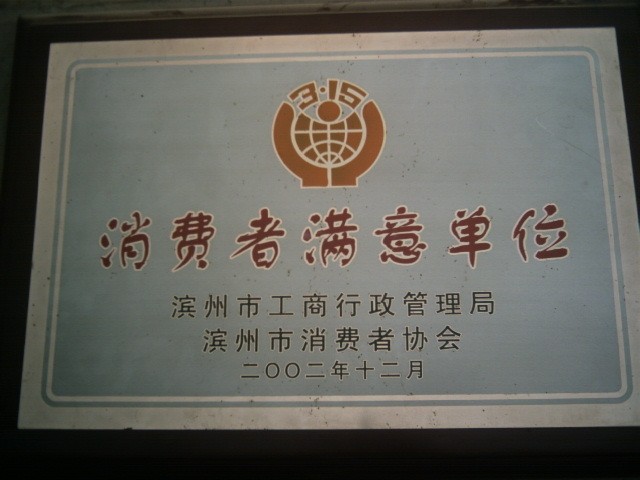 3·15
消费者满意单位
滨州市工商行政管理局
滨州市消费者协会
二〇〇二年十二月